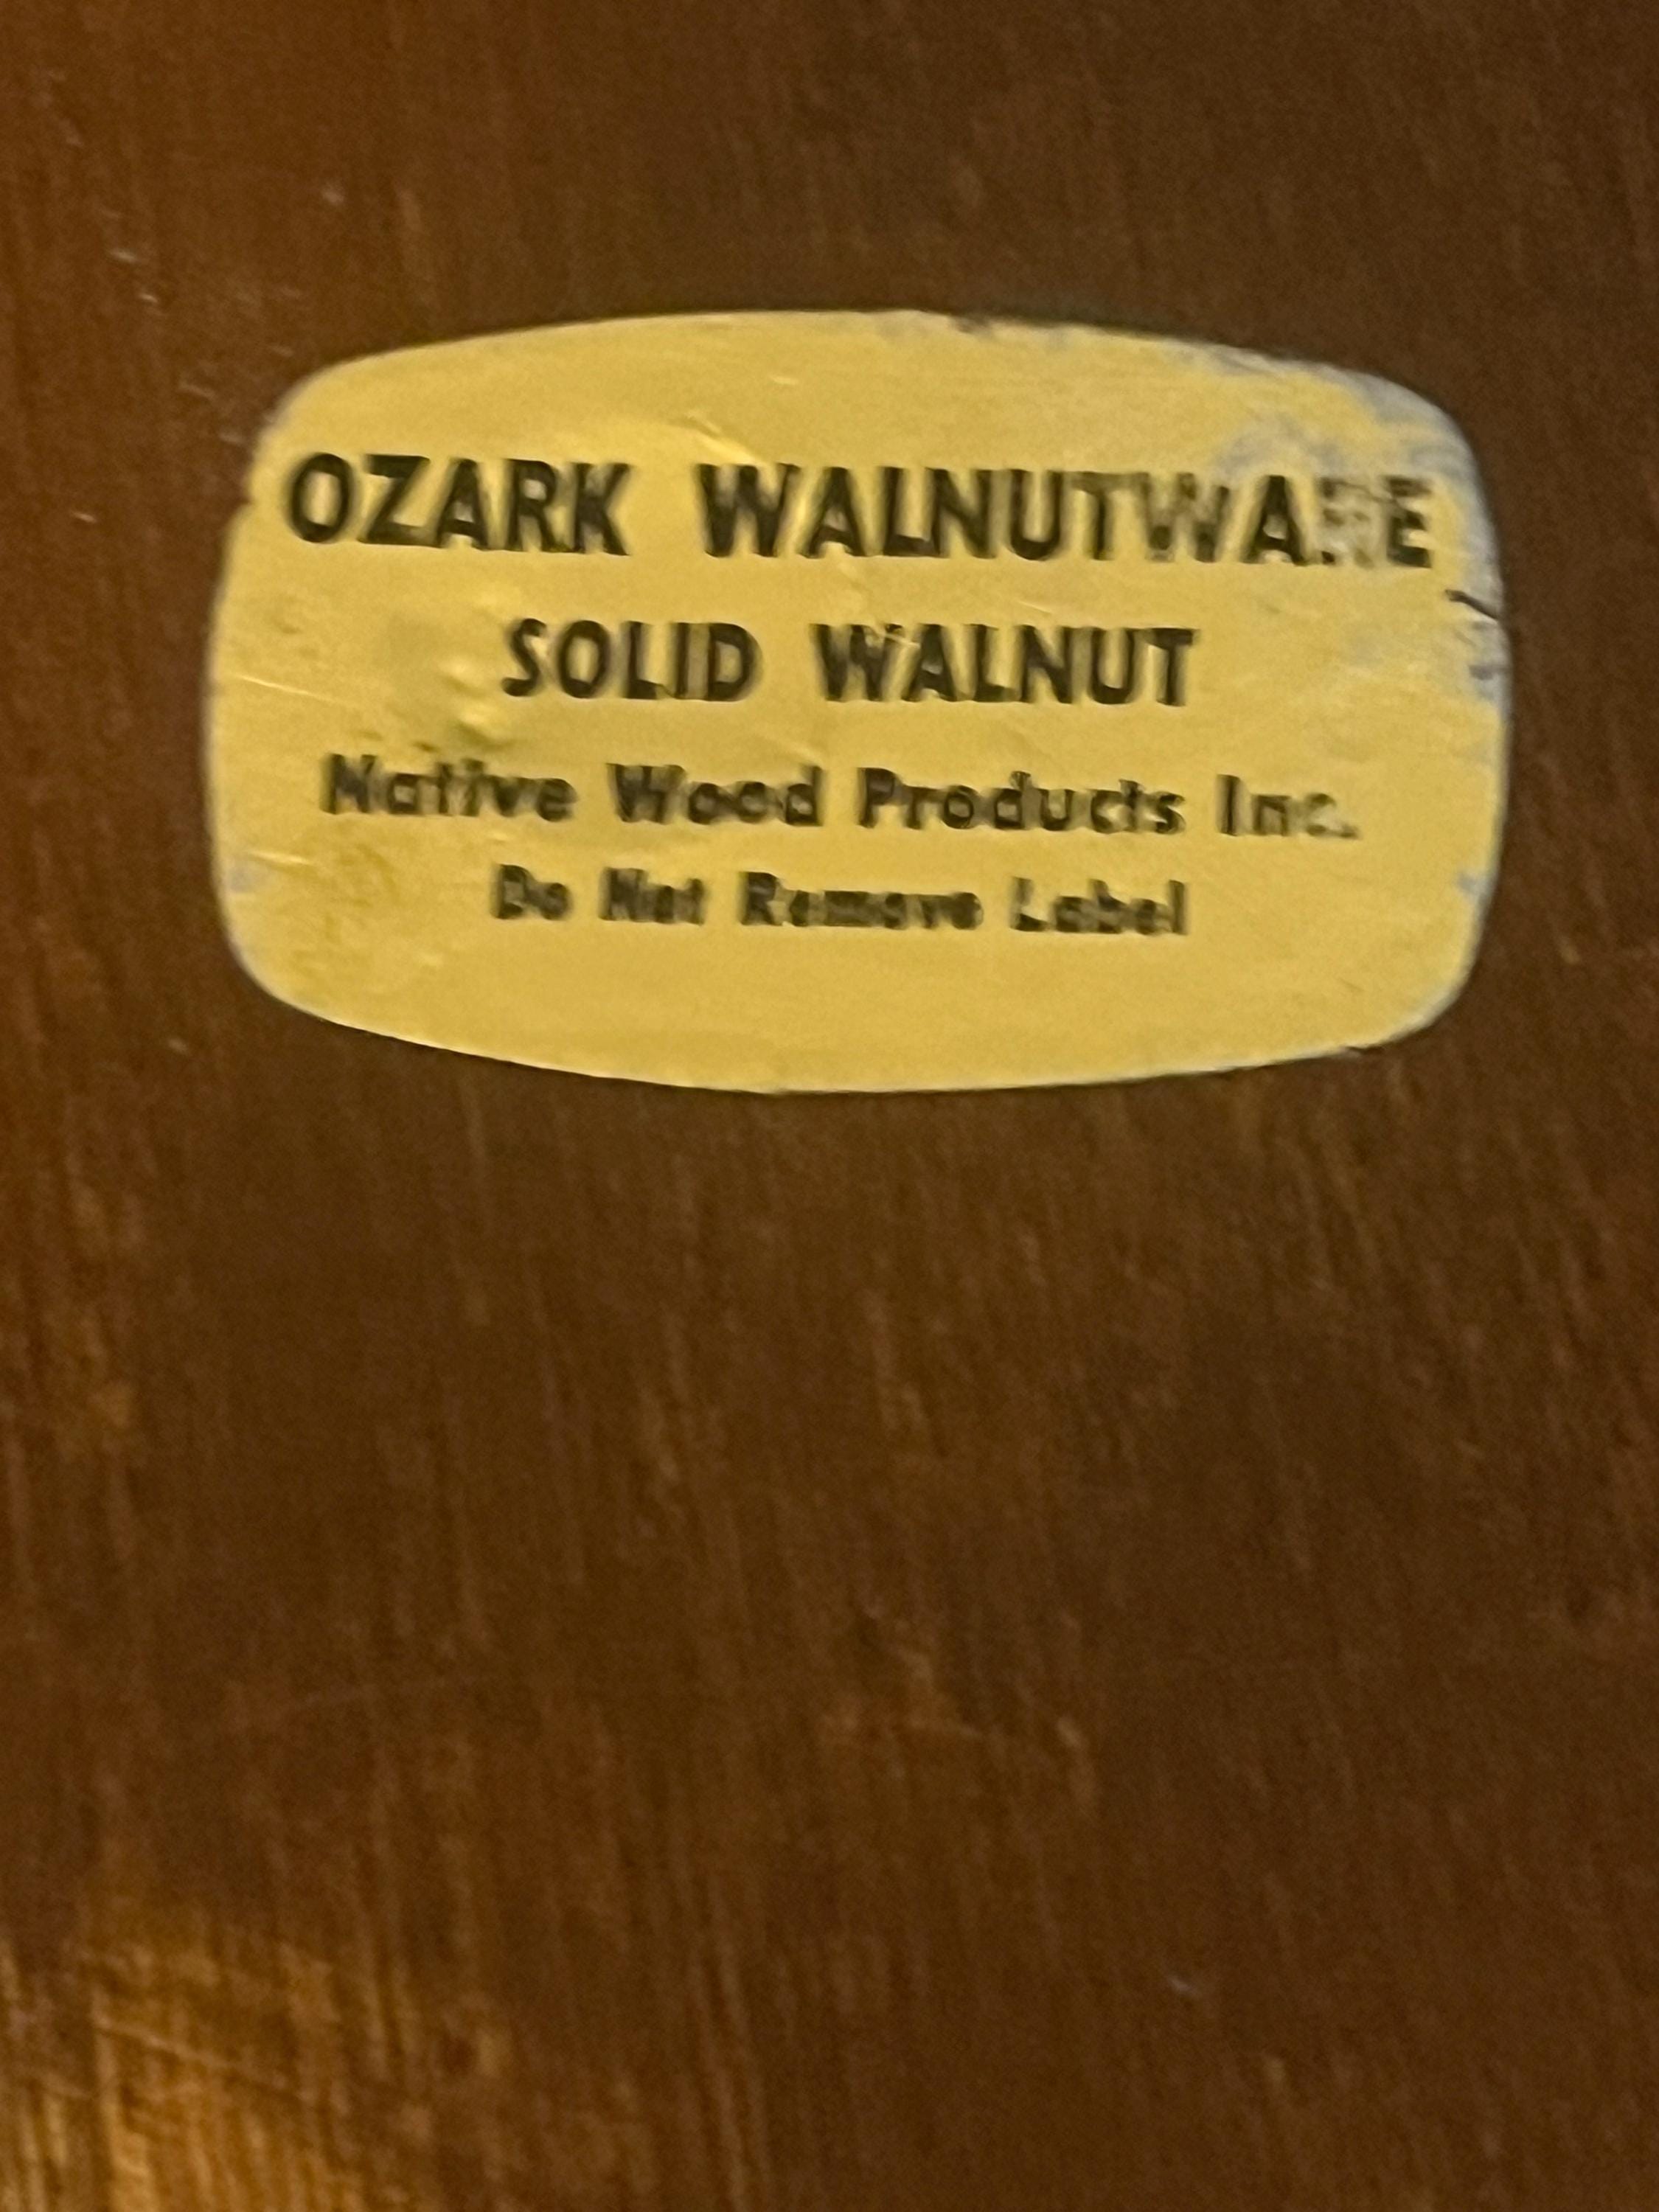 OZARK WALNUTWARE
SOLID WALNUT
Native Wood Products Inc.
Do Not Remove Label